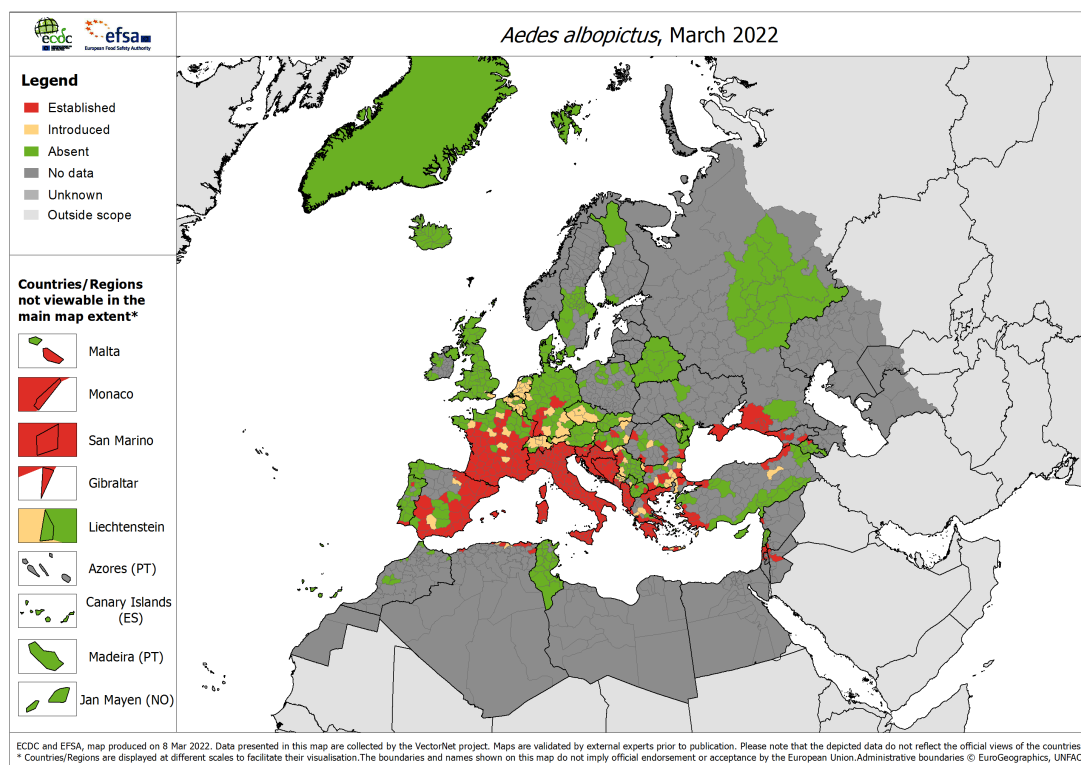 ecdc
efsa
European Food Safety Authority
Aedes albopictus, March 2022
Legend
Established
Introduced
Absent
No data
Unknown
Outside scope
Countries/Regions
not viewable in the
main map extent*
Malta
Monaco
San Marino
Gibraltar
Liechtenstein
Azores (PT)
Canary Islands
(ES)
Madeira (PT)
Jan Mayen (NO)
ECDC and EFSA, map produced on 8 Mar 2022. Data presented in this map are collected by the VectorNet project. Maps are validated by external experts prior to publication. Please note that the depicted data do not reflect the official views of the countries
* Countries/Regions are displayed at different scales to facilitate their visualisation.The boundaries and names shown on this map do not imply official endorsement or acceptance by the European Union.Administrative boundaries © EuroGeographics, UNFAO